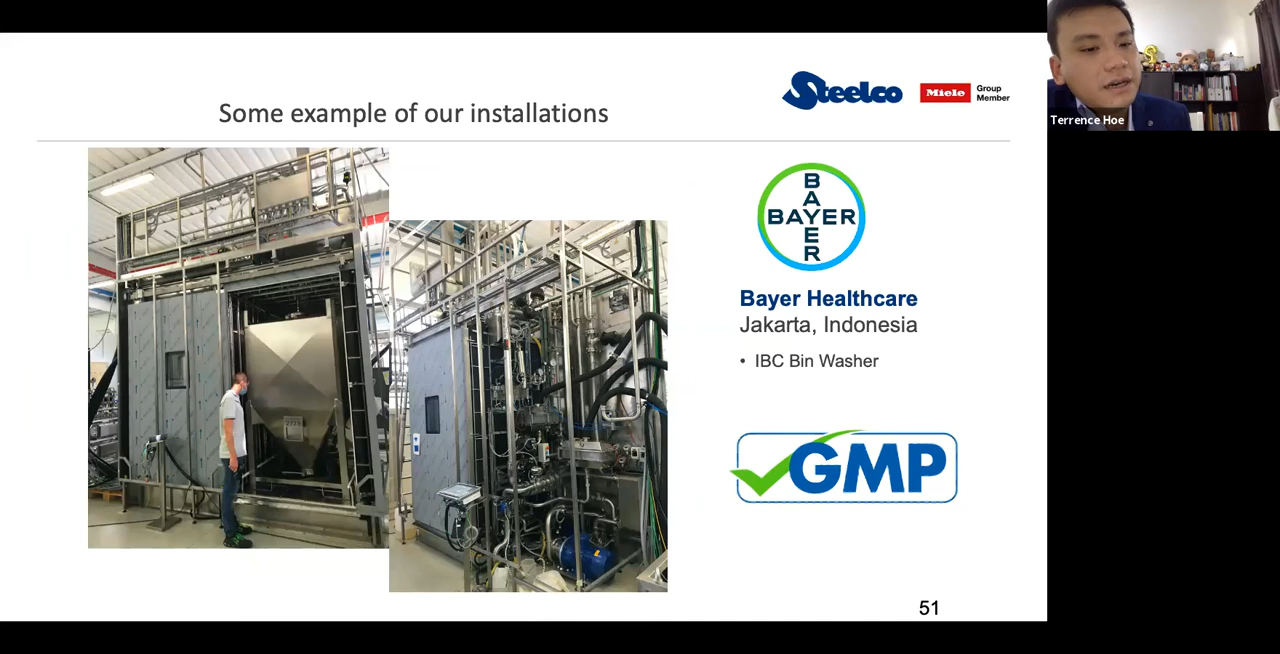 Some example of our installations
Steelco
Miele
Group
Member
BAYER
BAYER
Bayer Healthcare
Jakarta, Indonesia
• IBC Bin Washer
GMP
51
Terrence Hoe